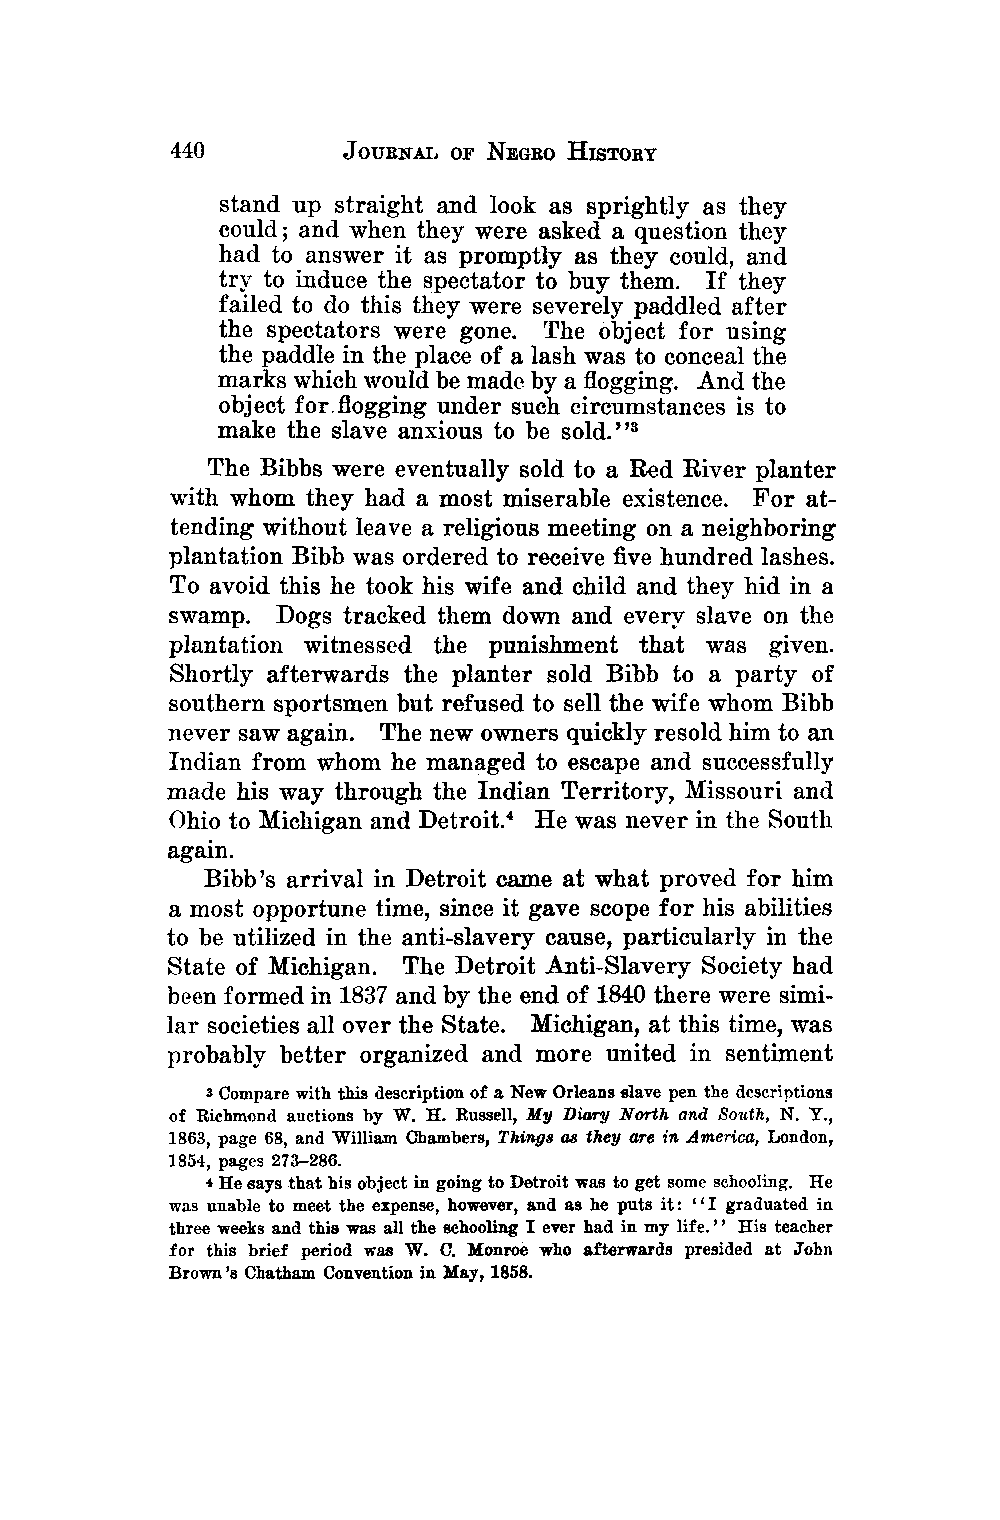 440 JOURNAL OF NEGRO HISTORY
stand up straight and look as sprightly as they
could; and when they were asked a question they
had to answer it as promptly as they could, and
try to induce the spectator to buy them. If they
failed to do this they were severely paddled after
the spectators were gone. The object for using
the paddle in the place of a lash was to conceal the
marks which would be made by a flogging. And the
object for flogging under such circumstances is to
make the slave anxious to be sold.''³
The Bibbs were eventually sold to a Red River planter
with whom they had a most miserable existence. For at-
tending without leave a religious meeting on a neighboring
plantation Bibb was ordered to receive five hundred lashes.
To avoid this he took his wife and child and they hid in a
swamp. Dogs tracked them down and every slave on the
plantation witnessed the punishment that was given.
Shortly afterwards the planter sold Bibb to a party of
southern sportsmen but refused to sell the wife whom Bibb
never saw again. The new owners quickly resold him to an
Indian from whom he managed to escape and successfully
made his way through the Indian Territory, Missouri and
Ohio to Michigan and Detroit.⁴ He was never in the South
again.
Bibb's arrival in Detroit came at what proved for him
a most opportune time, since it gave scope for his abilities
to be utilized in the anti-slavery cause, particularly in the
State of Michigan. The Detroit Anti-Slavery Society had
been formed in 1837 and by the end of 1840 there were simi-
lar societies all over the State. Michigan, at this time, was
probably better organized and more united in sentiment
³ Compare with this description of a New Orleans slave pen the descriptions
of Richmond auctions by W. H. Russell, My Diary North and South, N. Y.,
1863, page 68, and William Chambers, Things as they are in America, London,
1854, pages 273–286.
⁴ He says that his object in going to Detroit was to get some schooling. He
was unable to meet the expense, however, and as he puts it: ''I graduated in
three weeks and this was all the schooling I ever had in my life.'' His teacher
for this brief period was W. C. Monroe who afterwards presided at John
Brown's Chatham Convention in May, 1858.